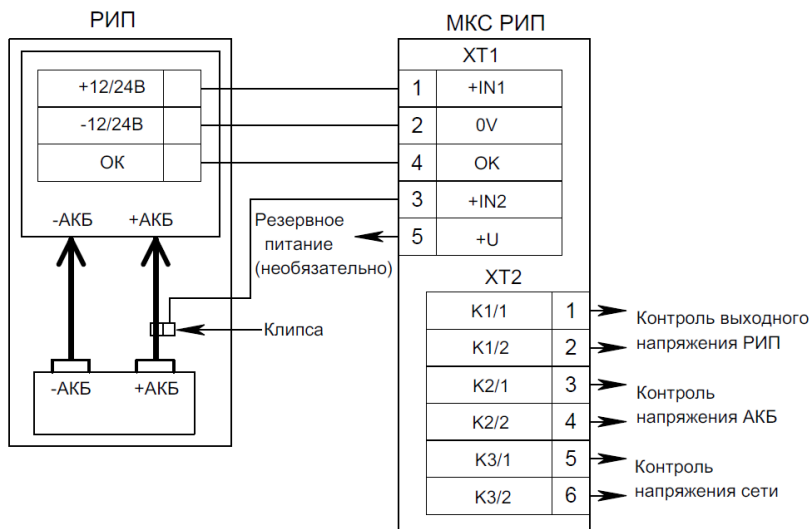 РИП
МКС РИП
XT1
+12/24В
-12/24В
ОК
1 +IN1
2 0V
4 OK
3 +IN2
5 +U
-АКБ +АКБ
Резервное
питание
(необязательно)
Клипса
-АКБ +АКБ
XT2
K1/1 1
K1/2 2
K2/1 3
K2/2 4
K3/1 5
K3/2 6
Контроль выходного
напряжения РИП
Контроль
напряжения АКБ
Контроль
напряжения сети